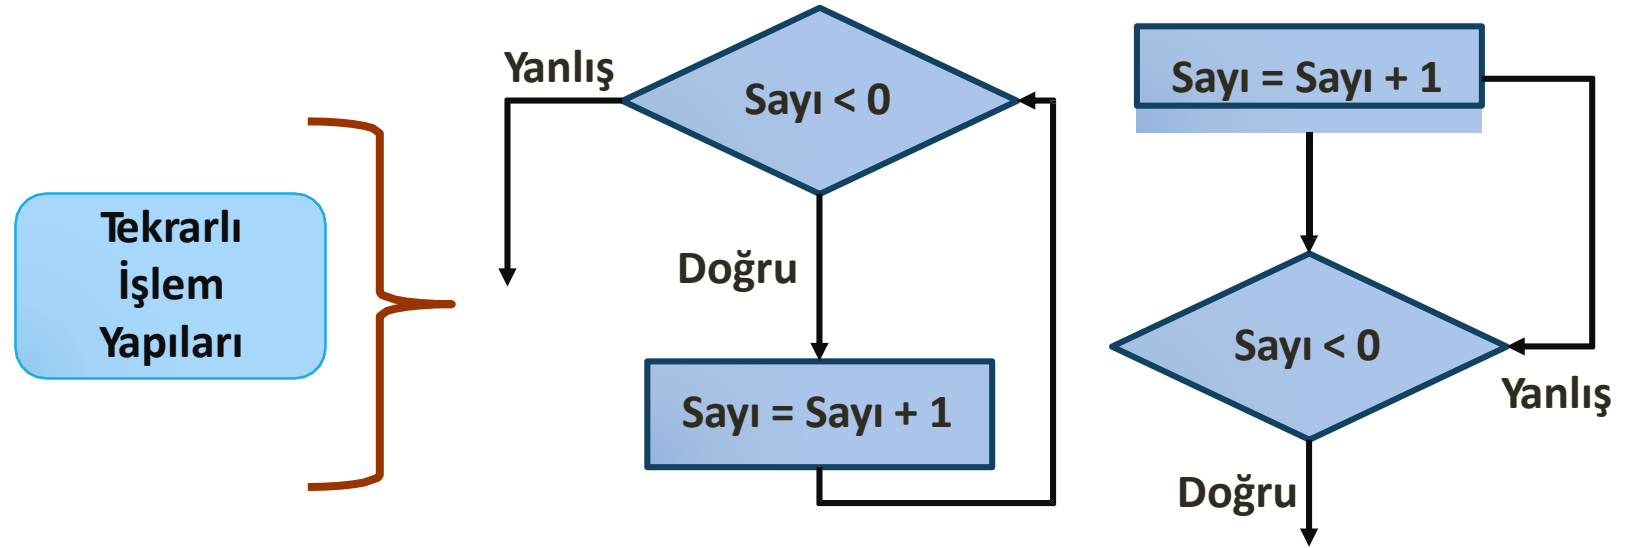 Tekrarlı
İşlem
Yapıları
Yanlış
Sayı < 0
Doğru
Sayı = Sayı + 1
Sayı = Sayı + 1
Sayı < 0
Yanlış
Doğru